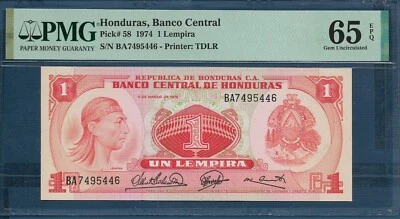 PMG
PAPER MONEY GUARANTY
Honduras, Banco Central
Pick# 58 1974 1 Lempira
S/N BA7495446 - Printer: TDLR
65 EPQ
Gem Uncirculated
REPUBLICA DE HONDURAS C.A.
BANCO CENTRAL DE HONDURAS
1
BA7495446
1
UN LEMPIRA
BA7495446
1
1